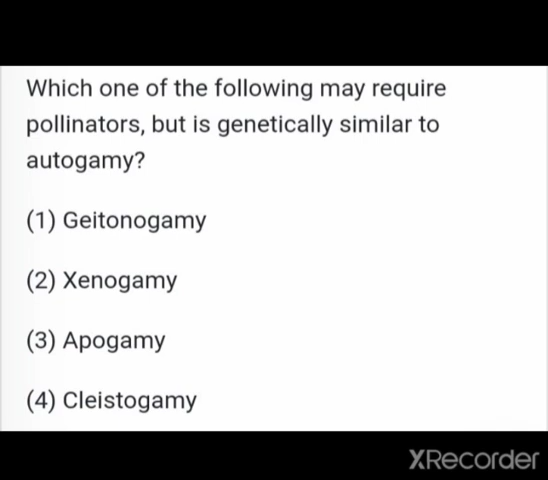 Which one of the following may require
pollinators, but is genetically similar to
autogamy?
(1) Geitonogamy
(2) Xenogamy
(3) Apogamy
(4) Cleistogamy
XRecorder